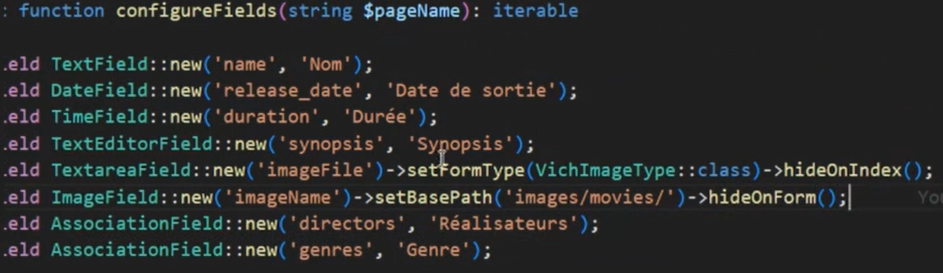 : function configureFields(string $pageName): iterable
.eld TextField::new('name', 'Nom');
.eld DateField::new('release_date', 'Date de sortie');
.eld TimeField::new('duration', 'Durée');
.eld TextEditorField::new('synopsis', 'Synopsis');
.eld TextareaField::new('imageFile')->setFormType(VichImageType::class)->hideOnIndex();
.eld ImageField::new('imageName')->setBasePath('images/movies/')->hideOnForm(); You
.eld AssociationField::new('directors', 'Réalisateurs');
.eld AssociationField::new('genres', 'Genre');